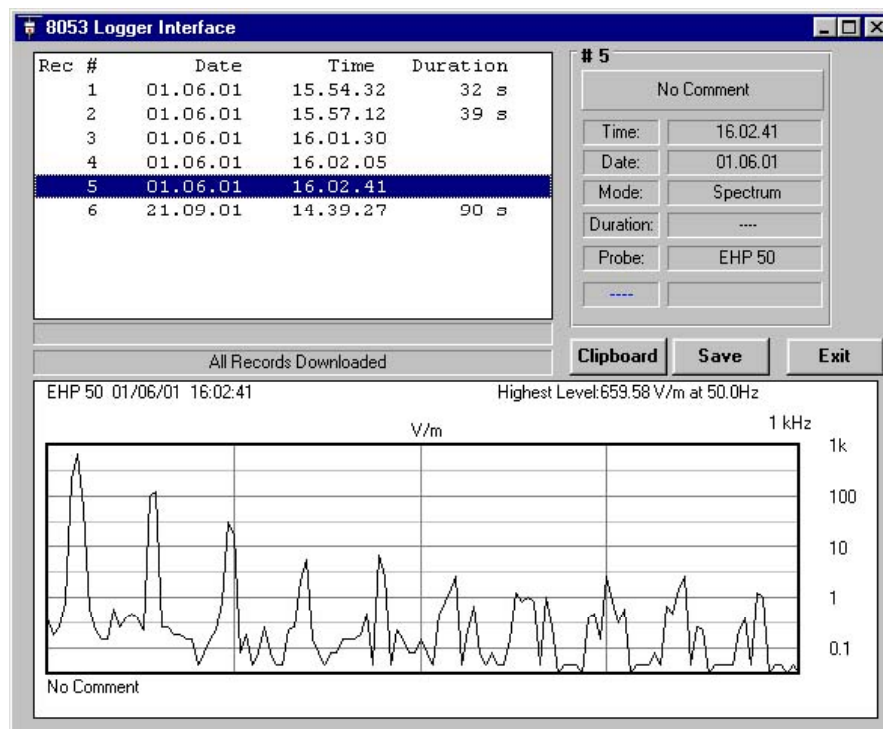 8053 Logger Interface
Rec # Date Time Duration
1 01.06.01 15.54.32 32 s
2 01.06.01 15.57.12 39 s
3 01.06.01 16.01.30
4 01.06.01 16.02.05
5 01.06.01 16.02.41
6 21.09.01 14.39.27 90 s
All Records Downloaded
# 5
No Comment
Time: 16.02.41
Date: 01.06.01
Mode: Spectrum
Duration: ----
Probe: EHP 50
----
Clipboard Save Exit
EHP 50 01/06/01 16:02:41 Highest Level:659.58 V/m at 50.0Hz
V/m 1 kHz
1k
100
10
1
0.1
No Comment